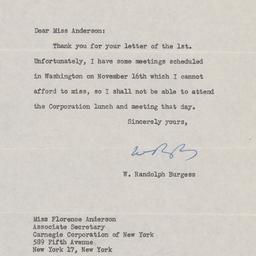 Dear Miss Anderson:
Thank you for your letter of the 1st.
Unfortunately, I have some meetings scheduled
in Washington on November 16th which I cannot
afford to miss, so I shall not be able to attend
the Corporation lunch and meeting that day.
Sincerely yours,
W. Randolph Burgess
Miss Florence Anderson
Associate Secretary
Carnegie Corporation of New York
589 Fifth Avenue
New York 17, New York